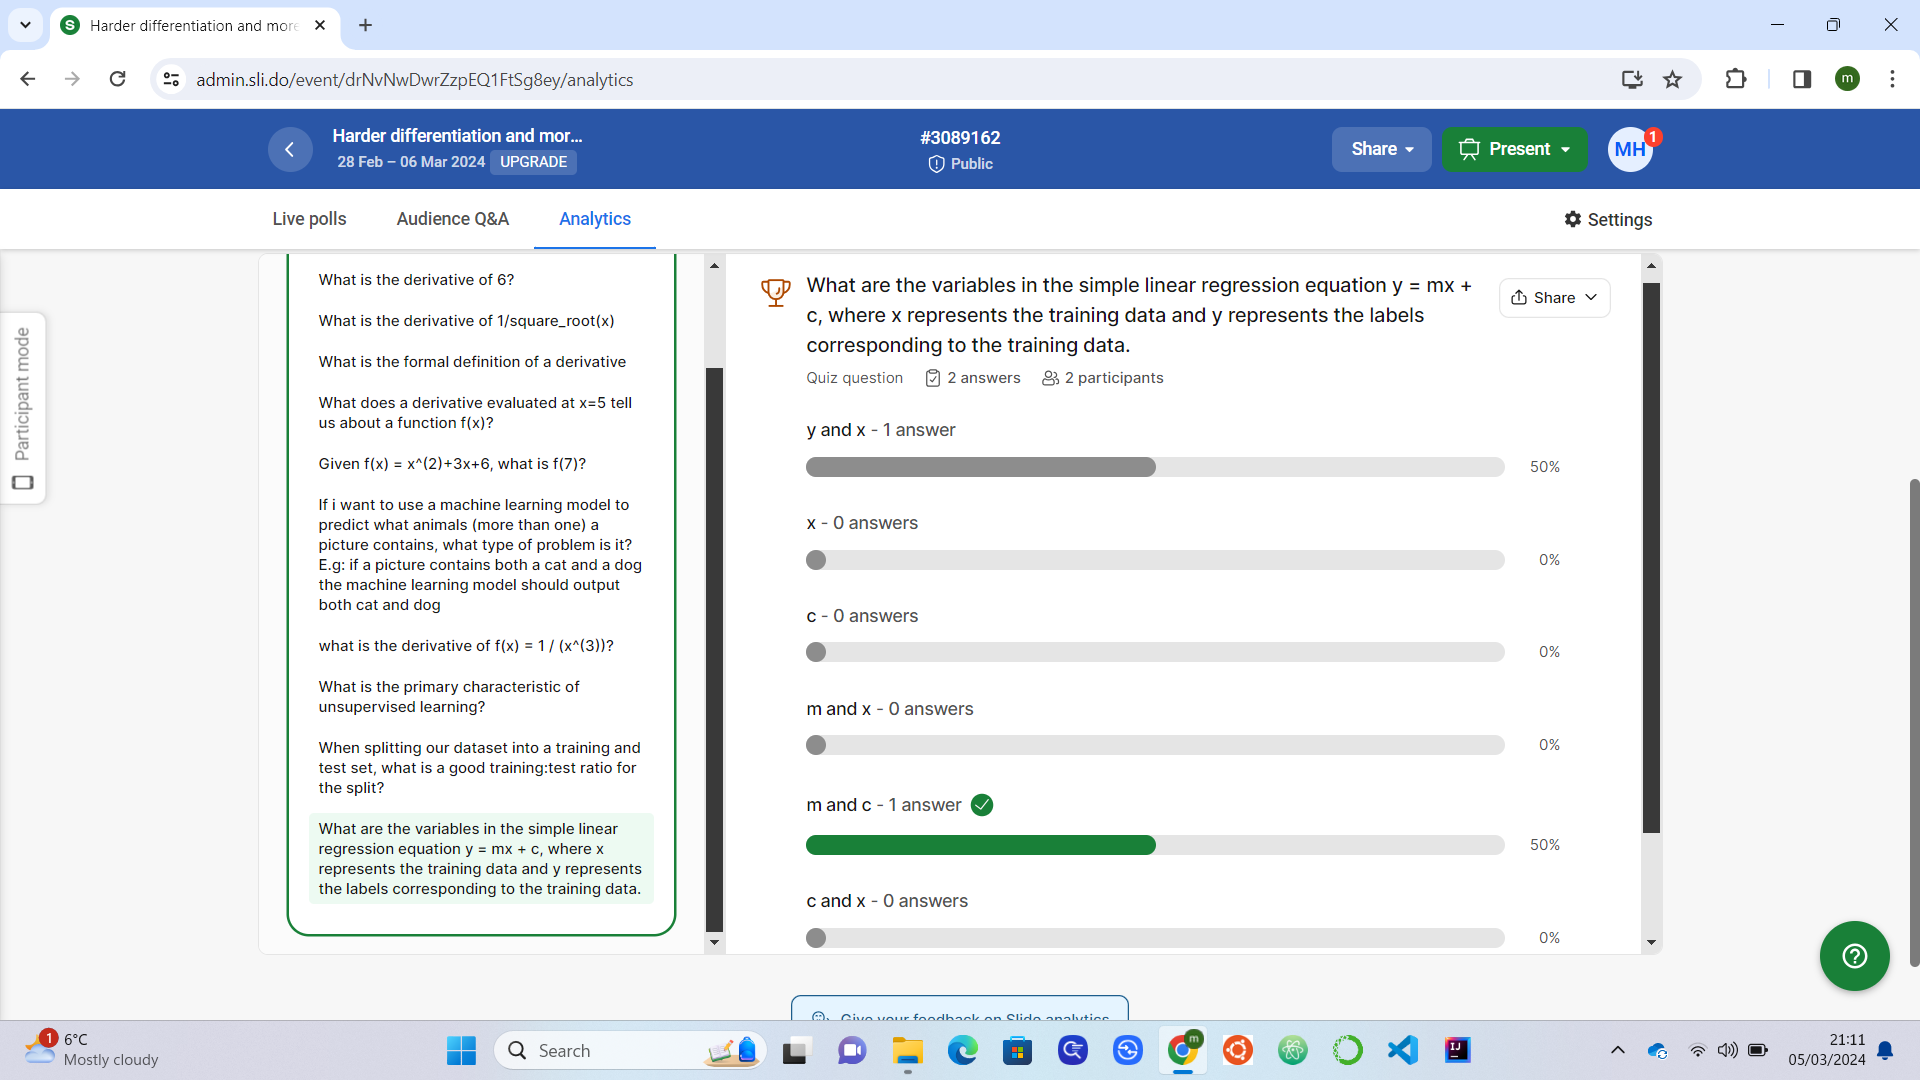 Harder differentiation and more
admin.sli.do/event/drNvNwDwrZzpEQ1FtSg8ey/analytics
m
Harder differentiation and mor...
28 Feb – 06 Mar 2024 UPGRADE
#3089162
Public
Share
Present
MH
1
Live polls
Audience Q&A
Analytics
Settings
Participant mode
What is the derivative of 6?
What is the derivative of 1/square_root(x)
What is the formal definition of a derivative
What does a derivative evaluated at x=5 tell
us about a function f(x)?
Given f(x) = x^(2)+3x+6, what is f(7)?
If i want to use a machine learning model to
predict what animals (more than one) a
picture contains, what type of problem is it?
E.g: if a picture contains both a cat and a dog
the machine learning model should output
both cat and dog
what is the derivative of f(x) = 1 / (x^(3))?
What is the primary characteristic of
unsupervised learning?
When splitting our dataset into a training and
test set, what is a good training:test ratio for
the split?
What are the variables in the simple linear
regression equation y = mx + c, where x
represents the training data and y represents
the labels corresponding to the training data.
What are the variables in the simple linear regression equation y = mx +
c, where x represents the training data and y represents the labels
corresponding to the training data.
Share
Quiz question 2 answers 2 participants
y and x - 1 answer
50%
x - 0 answers
0%
c - 0 answers
0%
m and x - 0 answers
0%
m and c - 1 answer
50%
c and x - 0 answers
0%
Give your feedback on Slido analytics
1
6°C
Mostly cloudy
Search
m
IJ
21:11
05/03/2024